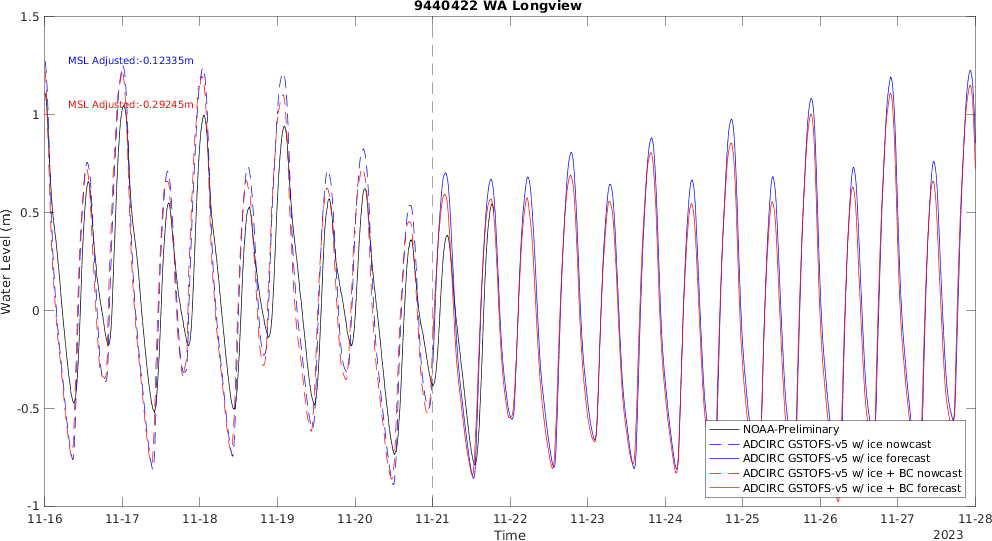 9440422 WA Longview
1.5
1
0.5
0
-0.5
-1
Water Level (m)
MSL Adjusted:-0.12335m
MSL Adjusted:-0.29245m
NOAA-Preliminary
ADCIRC GSTOFS-v5 w/ ice nowcast
ADCIRC GSTOFS-v5 w/ ice forecast
ADCIRC GSTOFS-v5 w/ ice + BC nowcast
ADCIRC GSTOFS-v5 w/ ice + BC forecast
11-16 11-17 11-18 11-19 11-20 11-21 11-22 11-23 11-24 11-25 11-26 11-27 11-28
Time
2023